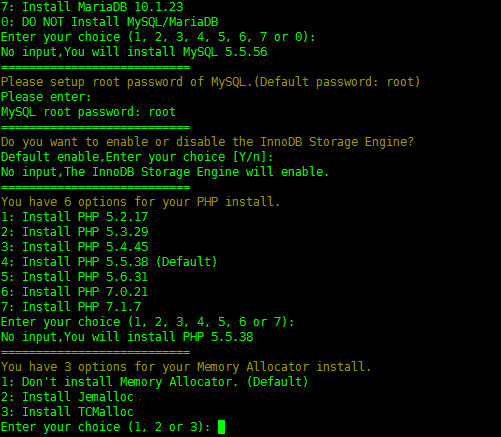 7: Install MariaDB 10.1.23
0: DO NOT Install MySQL/MariaDB
Enter your choice (1, 2, 3, 4, 5, 6, 7 or 0):
No input,You will install MySQL 5.5.56
===========================
Please setup root password of MySQL.(Default password: root)
Please enter:
MySQL root password: root
===========================
Do you want to enable or disable the InnoDB Storage Engine?
Default enable,Enter your choice [Y/n]:
No input,The InnoDB Storage Engine will enable.
===========================
You have 6 options for your PHP install.
1: Install PHP 5.2.17
2: Install PHP 5.3.29
3: Install PHP 5.4.45
4: Install PHP 5.5.38 (Default)
5: Install PHP 5.6.31
6: Install PHP 7.0.21
7: Install PHP 7.1.7
Enter your choice (1, 2, 3, 4, 5, 6 or 7):
No input,You will install PHP 5.5.38
===========================
You have 3 options for your Memory Allocator install.
1: Don't install Memory Allocator. (Default)
2: Install Jemalloc
3: Install TCMalloc
Enter your choice (1, 2 or 3):